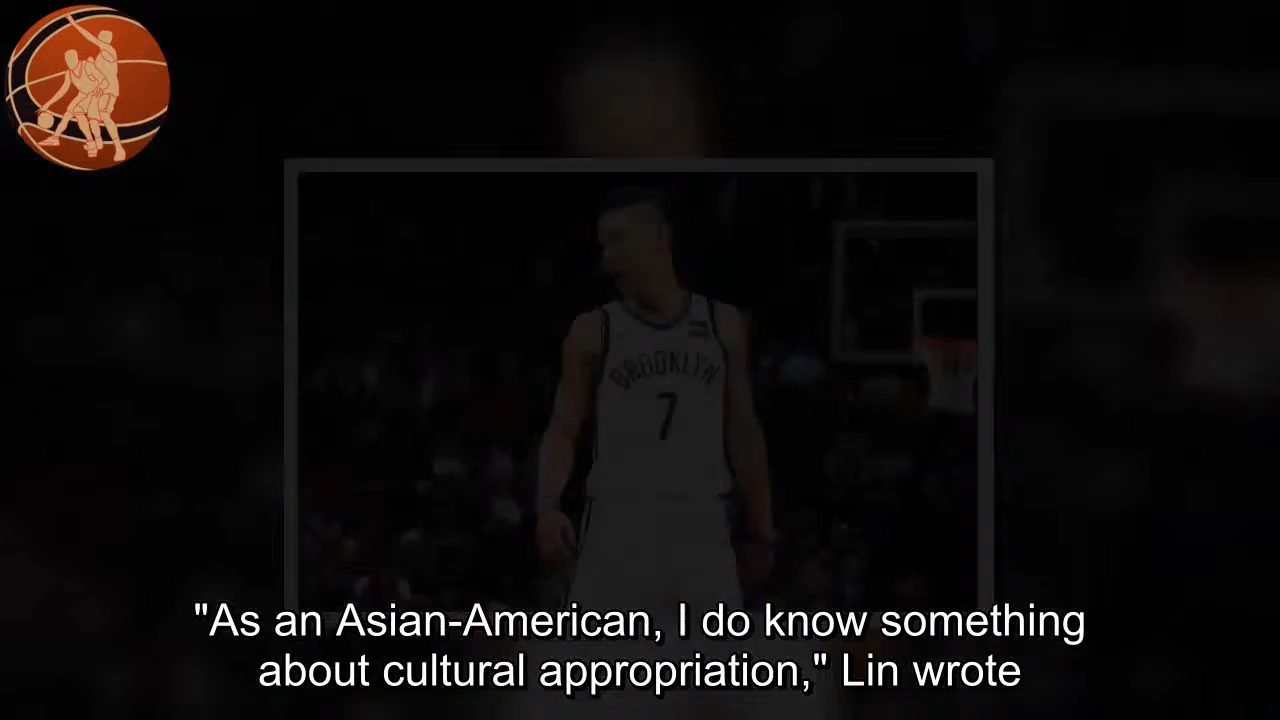 BROOKLYN
7
"As an Asian-American, I do know something
about cultural appropriation," Lin wrote